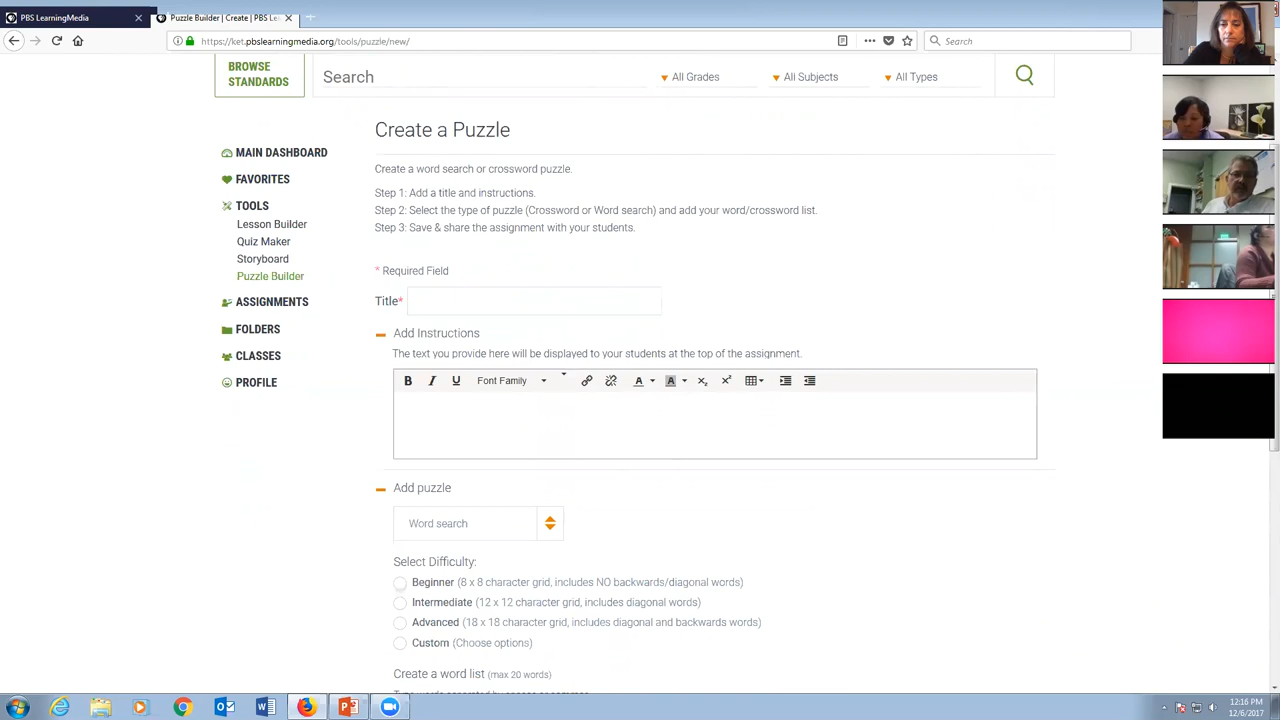 PBS LearningMedia
Puzzle Builder | Create | PBS Le
https://ket.pbslearningmedia.org/tools/puzzle/new/
Search
BROWSE
STANDARDS
Search
All Grades
All Subjects
All Types
Create a Puzzle
MAIN DASHBOARD
FAVORITES
TOOLS
Lesson Builder
Quiz Maker
Storyboard
Puzzle Builder
ASSIGNMENTS
FOLDERS
CLASSES
PROFILE
Create a word search or crossword puzzle.
Step 1: Add a title and instructions.
Step 2: Select the type of puzzle (Crossword or Word search) and add your word/crossword list.
Step 3: Save & share the assignment with your students.
* Required Field
Title*
Add Instructions
The text you provide here will be displayed to your students at the top of the assignment.
B I U Font Family A A x₂ x²
Add puzzle
Word search
Select Difficulty:
Beginner (8 x 8 character grid, includes NO backwards/diagonal words)
Intermediate (12 x 12 character grid, includes diagonal words)
Advanced (18 x 18 character grid, includes diagonal and backwards words)
Custom (Choose options)
Create a word list (max 20 words)
12:16 PM
12/6/2017